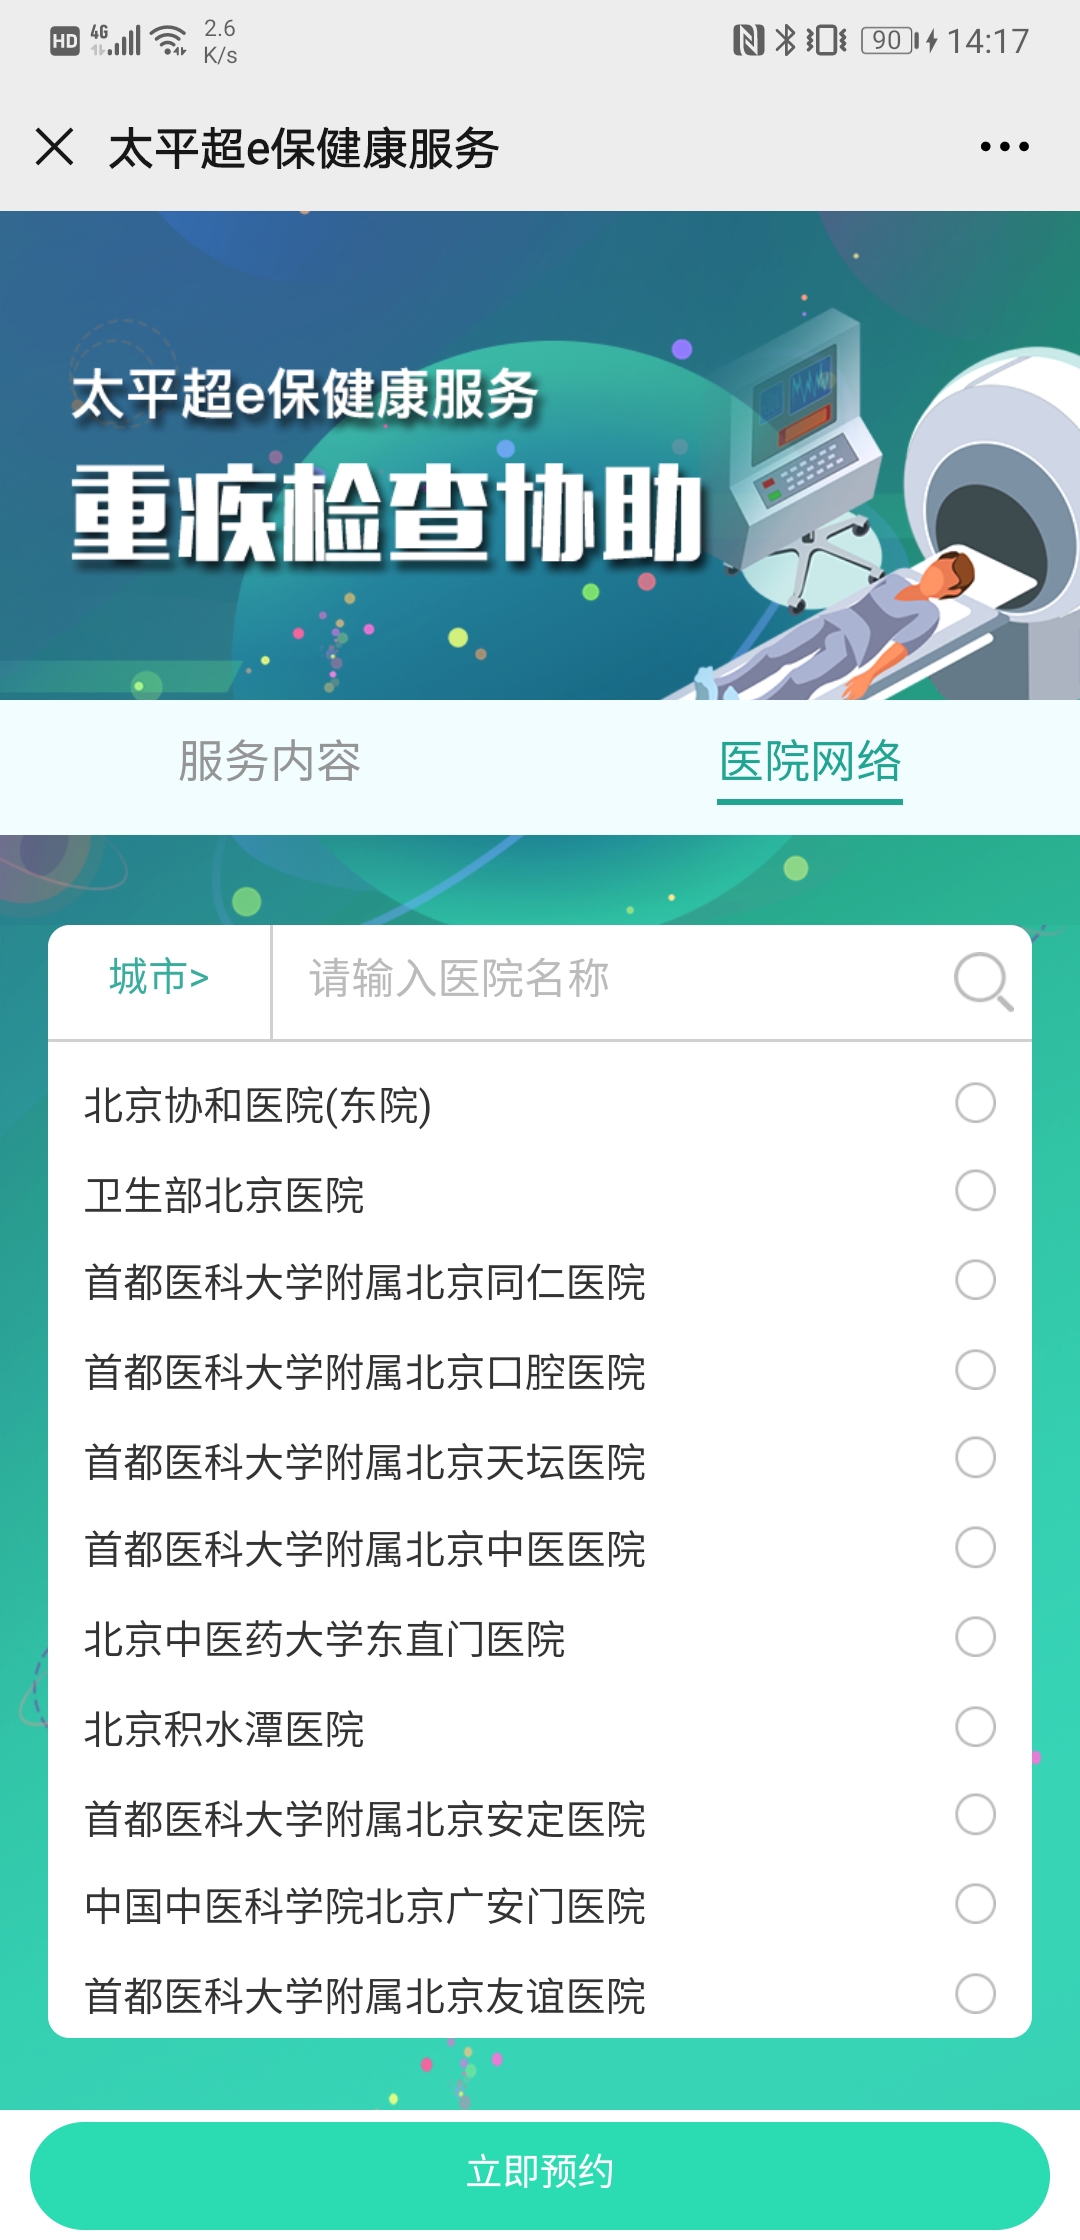 HD 4G 2.6 K/s 90 14:17
太平超e保健康服务
太平超e保健康服务
重疾检查协助
服务内容 医院网络
城市> 请输入医院名称
北京协和医院(东院)
卫生部北京医院
首都医科大学附属北京同仁医院
首都医科大学附属北京口腔医院
首都医科大学附属北京天坛医院
首都医科大学附属北京中医医院
北京中医药大学东直门医院
北京积水潭医院
首都医科大学附属北京安定医院
中国中医科学院北京广安门医院
首都医科大学附属北京友谊医院
立即预约